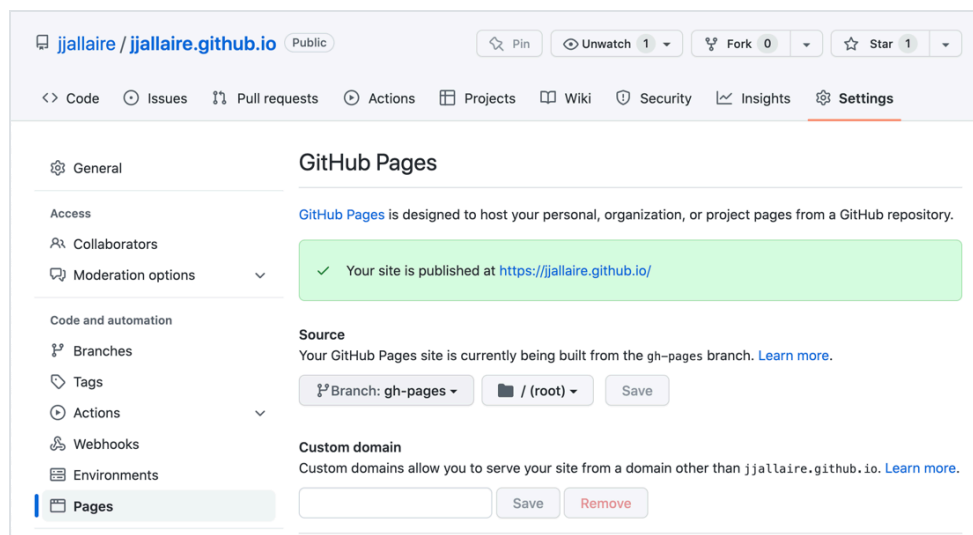 jjallaire / jjallaire.github.io Public
Pin Unwatch 1 Fork 0 Star 1
Code Issues Pull requests Actions Projects Wiki Security Insights Settings
General
Access
Collaborators
Moderation options
Code and automation
Branches
Tags
Actions
Webhooks
Environments
Pages
GitHub Pages
GitHub Pages is designed to host your personal, organization, or project pages from a GitHub repository.
Your site is published at https://jjallaire.github.io/
Source
Your GitHub Pages site is currently being built from the gh-pages branch. Learn more.
Branch: gh-pages / (root) Save
Custom domain
Custom domains allow you to serve your site from a domain other than jjallaire.github.io. Learn more.
Save Remove